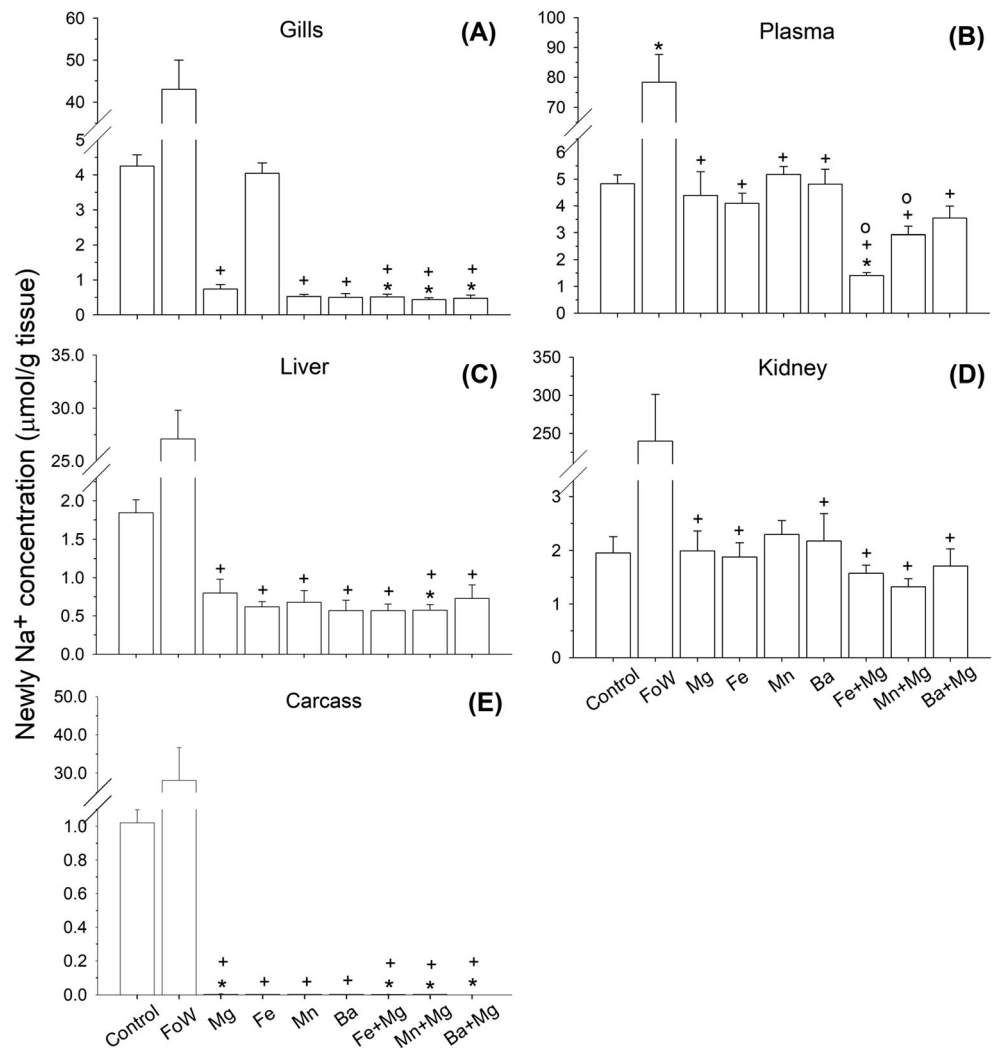 Newly Na⁺ concentration (μmol/g tissue)
Gills
(A)
60
50
40
5
4
3
2
1
0
+
+ +
+ + +
* * *
Plasma
(B)
100
90
80
70
6
5
4
3
2
1
0
*
+ + + +
o
+
*
o
+
+
Liver
(C)
35.0
30.0
25.0
2.0
1.5
1.0
0.5
0.0
+ + + + +
+
*
+
Kidney
(D)
350
250
3
2
1
0
+ + + + + +
Control FoW Mg Fe Mn Ba Fe+Mg Mn+Mg Ba+Mg
Carcass
(E)
50.0
40.0
30.0
1.0
0.8
0.6
0.4
0.2
0.0
+ + + + + + +
* * * *
Control FoW Mg Fe Mn Ba Fe+Mg Mn+Mg Ba+Mg